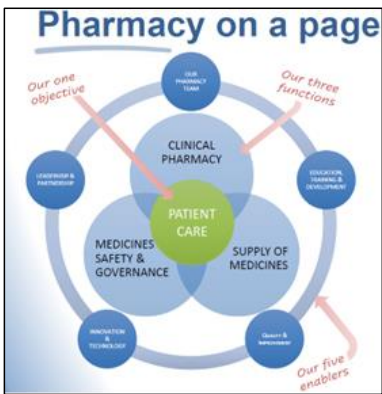 Pharmacy on a page
Our one
objective
OUR
PHARMACY
TEAM
Our three
functions
CLINICAL
PHARMACY
LEADERSHIP &
PARTNERSHIP
EDUCATION,
TRAINING &
DEVELOPMENT
PATIENT
CARE
MEDICINES
SAFETY &
GOVERNANCE
SUPPLY OF
MEDICINES
INNOVATION
&
TECHNOLOGY
QUALITY &
IMPROVEMENT
Our five
enablers